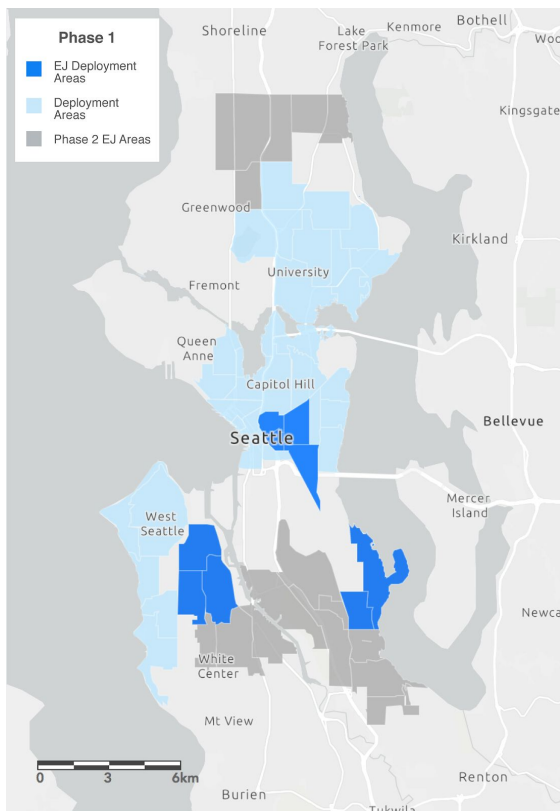 Phase 1
EJ Deployment
Areas
Deployment
Areas
Phase 2 EJ Areas
Shoreline
Lake
Forest Park
Kenmore
Bothell
Kingsgate
Greenwood
Kirkland
University
Fremont
Queen
Anne
Capitol Hill
Seattle
Bellevue
Mercer
Island
West
Seattle
Newca
White
Center
Mt View
Renton
Burien
Tukwila
0 3 6km